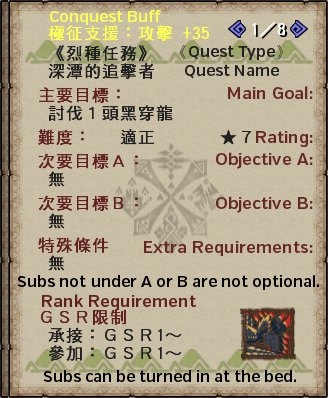 Conquest Buff
極征支援：攻擊 +35
1/8
《烈種任務》 《Quest Type》
深潭的追擊者 Quest Name
主要目標： Main Goal:
討伐１頭黑穿龍
難度： 適正 ★７Rating:
次要目標Ａ： Objective A:
無
次要目標Ｂ： Objective B:
無
特殊條件 Extra Requirements:
無
Subs not under A or B are not optional.
Rank Requirement
ＧＳＲ限制
承接：ＧＳＲ1～
參加：ＧＳＲ1～
Subs can be turned in at the bed.